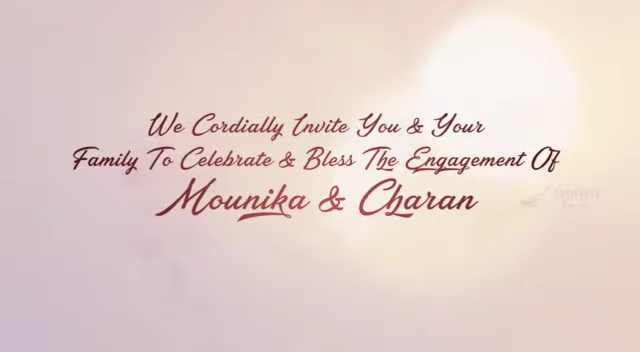 We Cordially Invite You & Your
Family To Celebrate & Bless The Engagement Of
Mounika & Charan